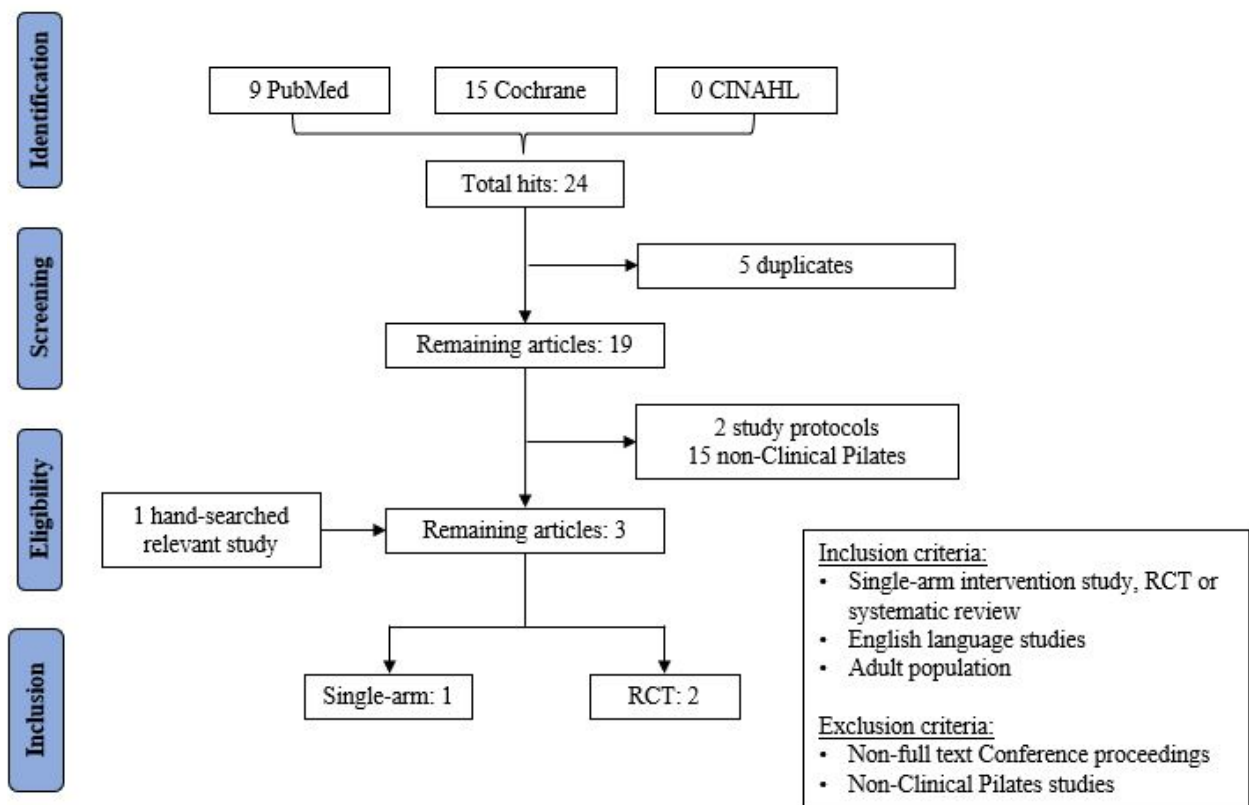 Identification
9 PubMed
15 Cochrane
0 CINAHL
Total hits: 24
Screening
5 duplicates
Remaining articles: 19
Eligibility
2 study protocols
15 non-Clinical Pilates
1 hand-searched
relevant study
Remaining articles: 3
Inclusion
Single-arm: 1
RCT: 2
Inclusion criteria:
• Single-arm intervention study, RCT or
systematic review
• English language studies
• Adult population
Exclusion criteria:
• Non-full text Conference proceedings
• Non-Clinical Pilates studies